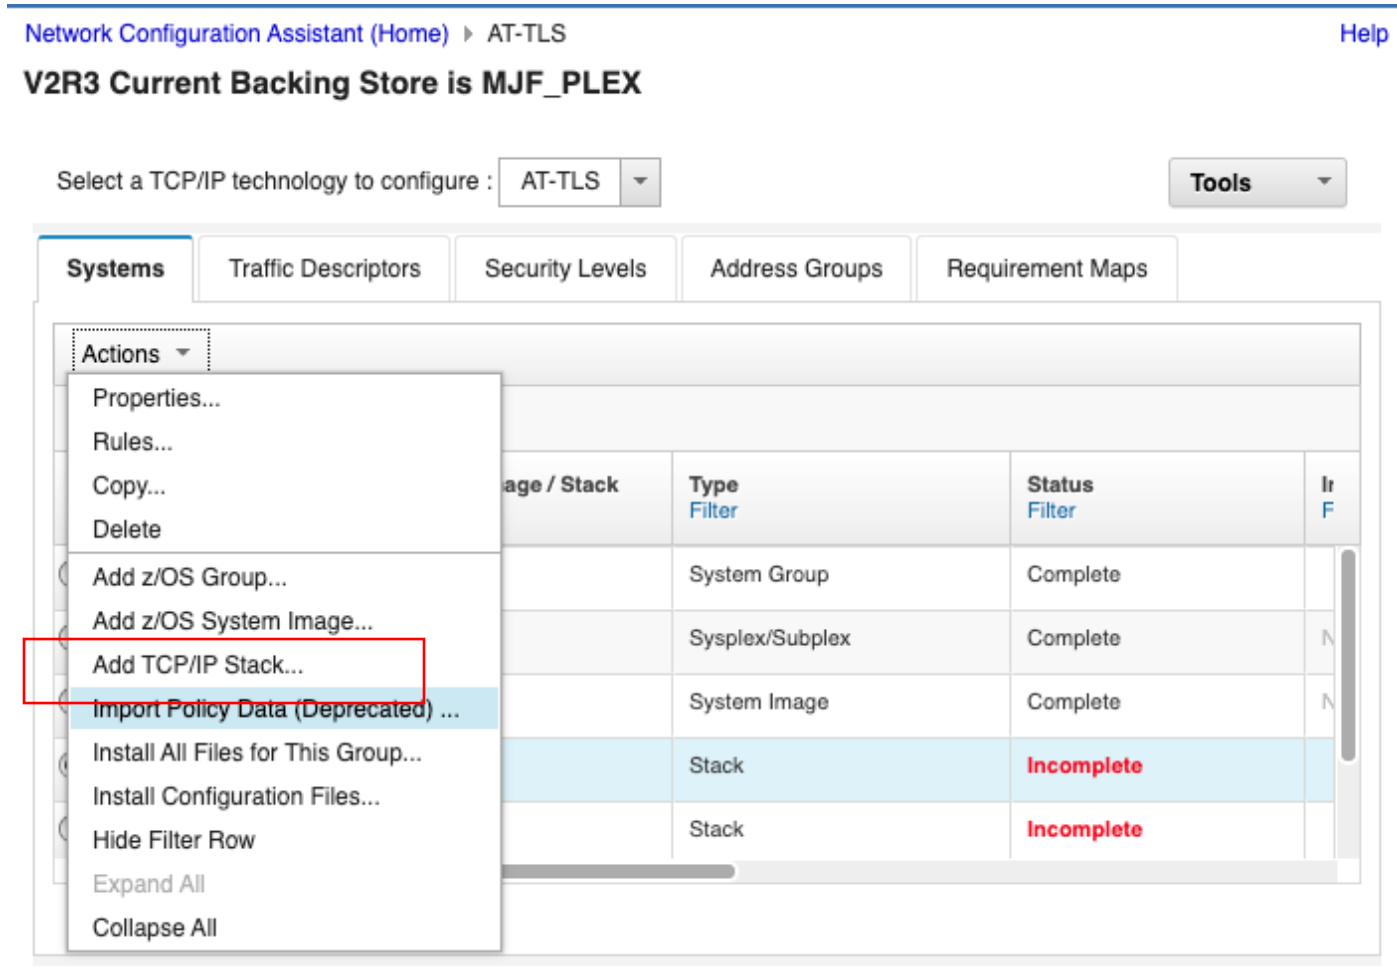 Network Configuration Assistant (Home) AT-TLS Help
V2R3 Current Backing Store is MJF_PLEX
Select a TCP/IP technology to configure : AT-TLS Tools
Systems Traffic Descriptors Security Levels Address Groups Requirement Maps
Actions
Properties...
Rules...
Copy...
Delete
Add z/OS Group...
Add z/OS System Image...
Add TCP/IP Stack...
Import Policy Data (Deprecated) ...
Install All Files for This Group...
Install Configuration Files...
Hide Filter Row
Expand All
Collapse All
/ Stack Type Status
Filter Filter
System Group Complete
Sysplex/Subplex Complete
System Image Complete
Stack Incomplete
Stack Incomplete